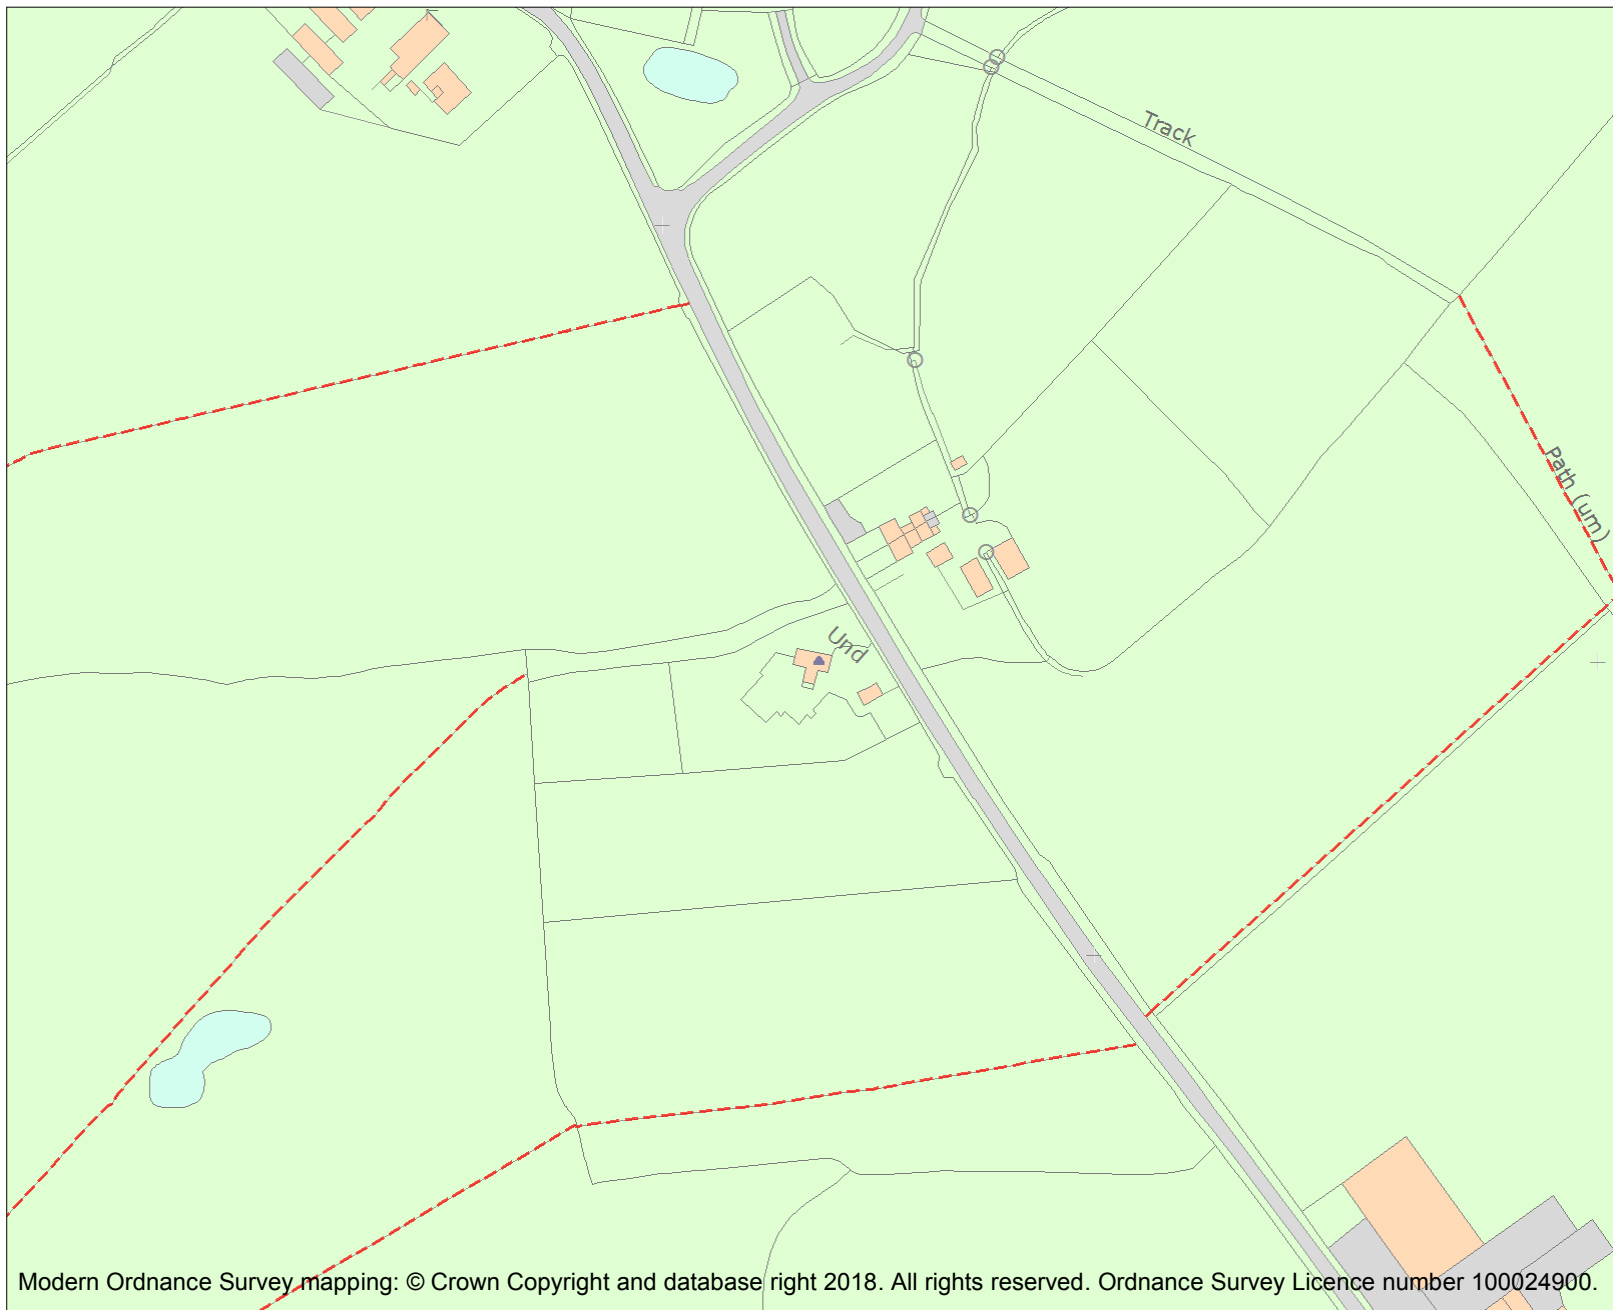 Track
Path (um)
Und
Modern Ordnance Survey mapping: © Crown Copyright and database right 2018. All rights reserved. Ordnance Survey Licence number 100024900.